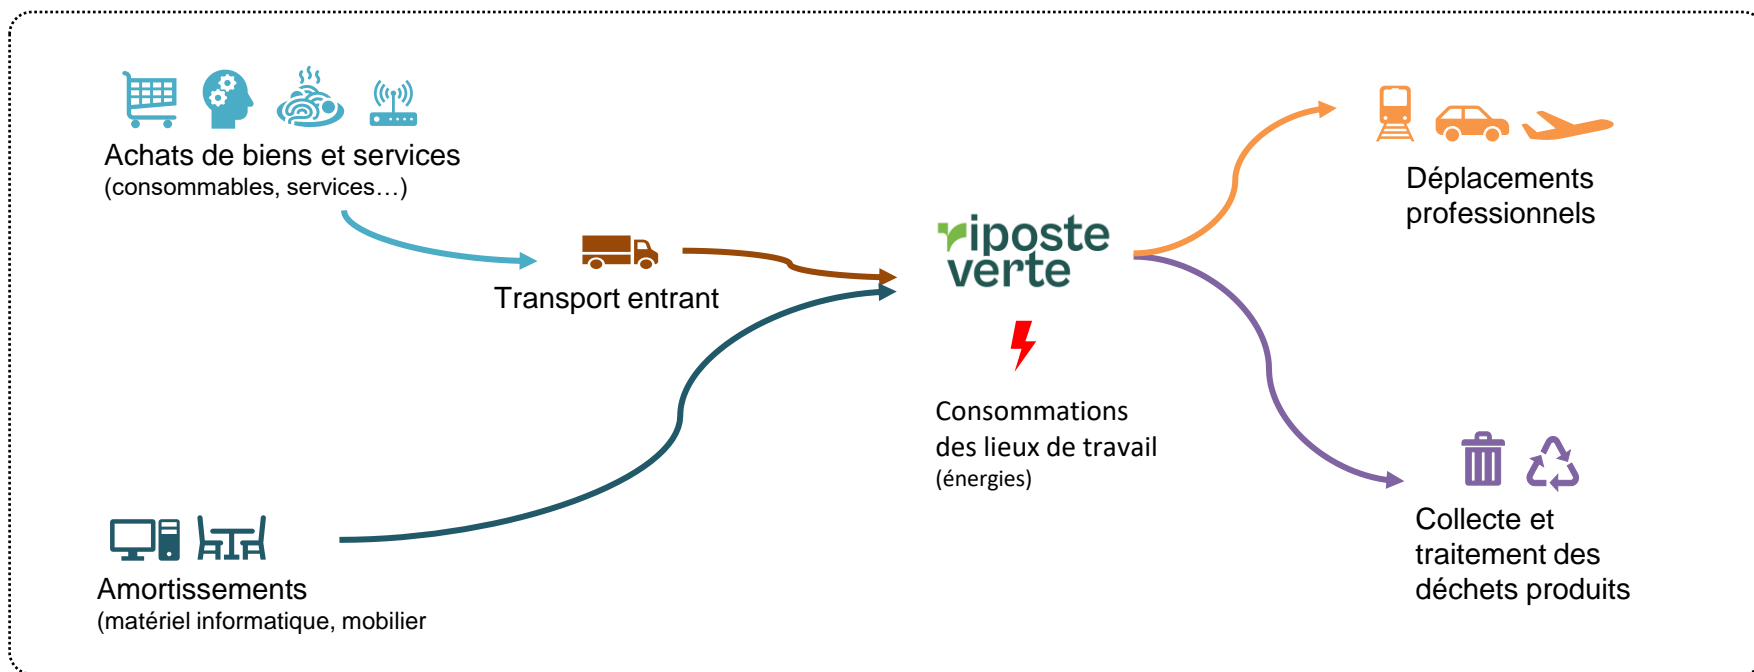 Achats de biens et services
(consommables, services…)
Transport entrant
Amortissements
(matériel informatique, mobilier
riposte
verte
Consommations
des lieux de travail
(énergies)
Déplacements
professionnels
Collecte et
traitement des
déchets produits